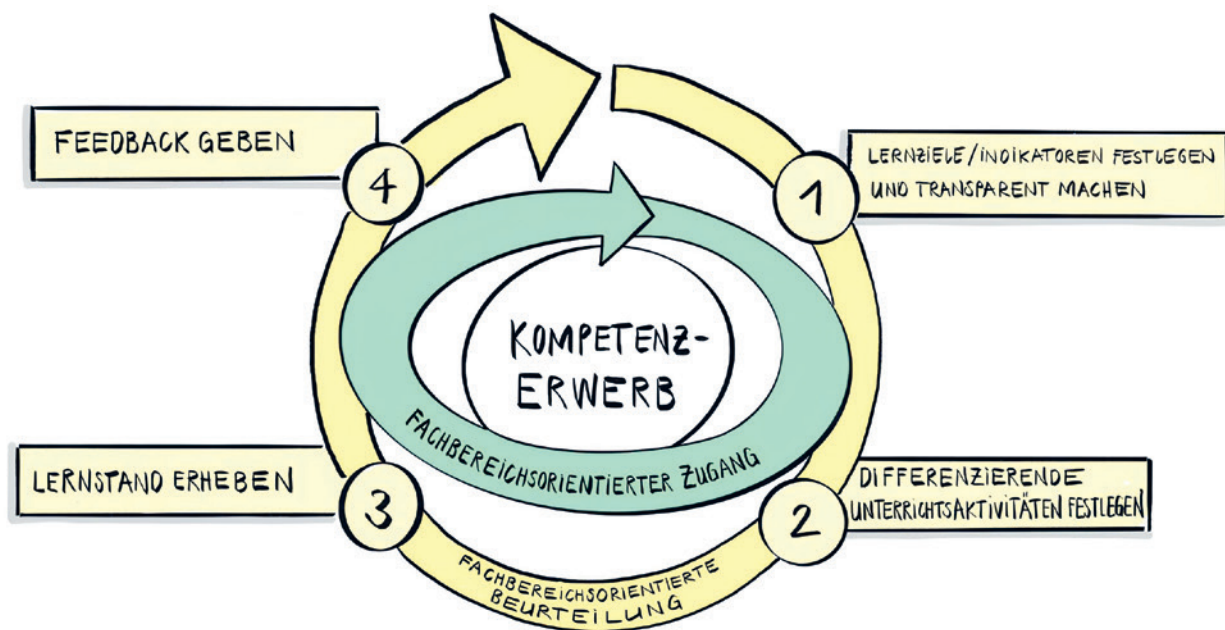 FEEDBACK GEBEN
4
1
LERNZIELE/INDIKATOREN FESTLEGEN
UND TRANSPARENT MACHEN
KOMPETENZ-
ERWERB
FACHBEREICHSORIENTIERTER ZUGANG
LERNSTAND ERHEBEN
3
2
DIFFERENZIERENDE
UNTERRICHTSAKTIVITÄTEN FESTLEGEN
FACHBEREICHSORIENTIERTE
BEURTEILUNG